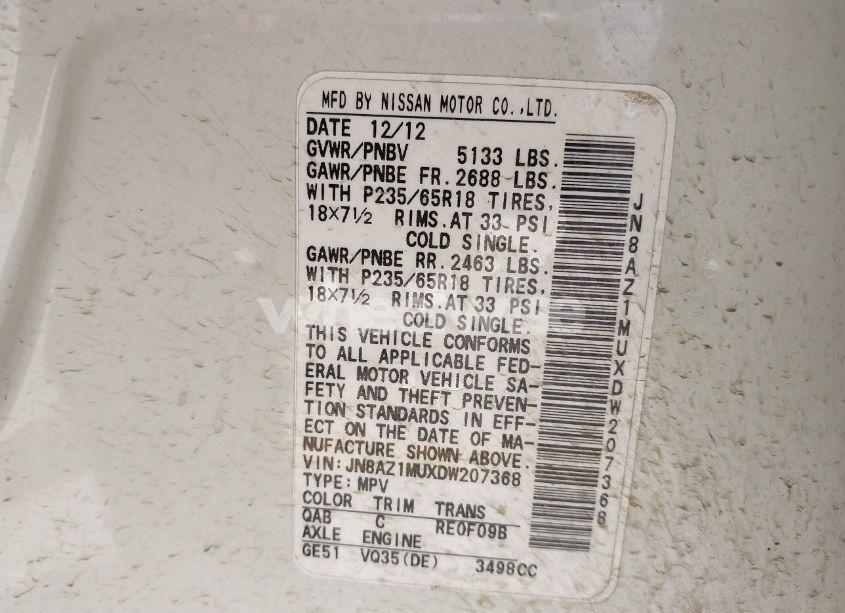 MFD BY NISSAN MOTOR CO.,LTD.
DATE 12/12
GVWR/PNBV 5133 LBS.
GAWR/PNBE FR. 2688 LBS.
WITH P235/65R18 TIRES,
18×7½ RIMS. AT 33 PSI
COLD SINGLE.
GAWR/PNBE RR. 2463 LBS.
WITH P235/65R18 TIRES,
18×7½ RIMS. AT 33 PSI
COLD SINGLE.
THIS VEHICLE CONFORMS
TO ALL APPLICABLE FED-
ERAL MOTOR VEHICLE SA-
FETY AND THEFT PREVEN-
TION STANDARDS IN EFF-
ECT ON THE DATE OF MA-
NUFACTURE SHOWN ABOVE.
VIN:JN8AZ1MUXDW207368
TYPE:MPV
COLOR TRIM TRANS
QAB C RE0F09B
AXLE ENGINE
GE51 VQ35(DE) 3498CC
JN8AZ1MUXDW207368